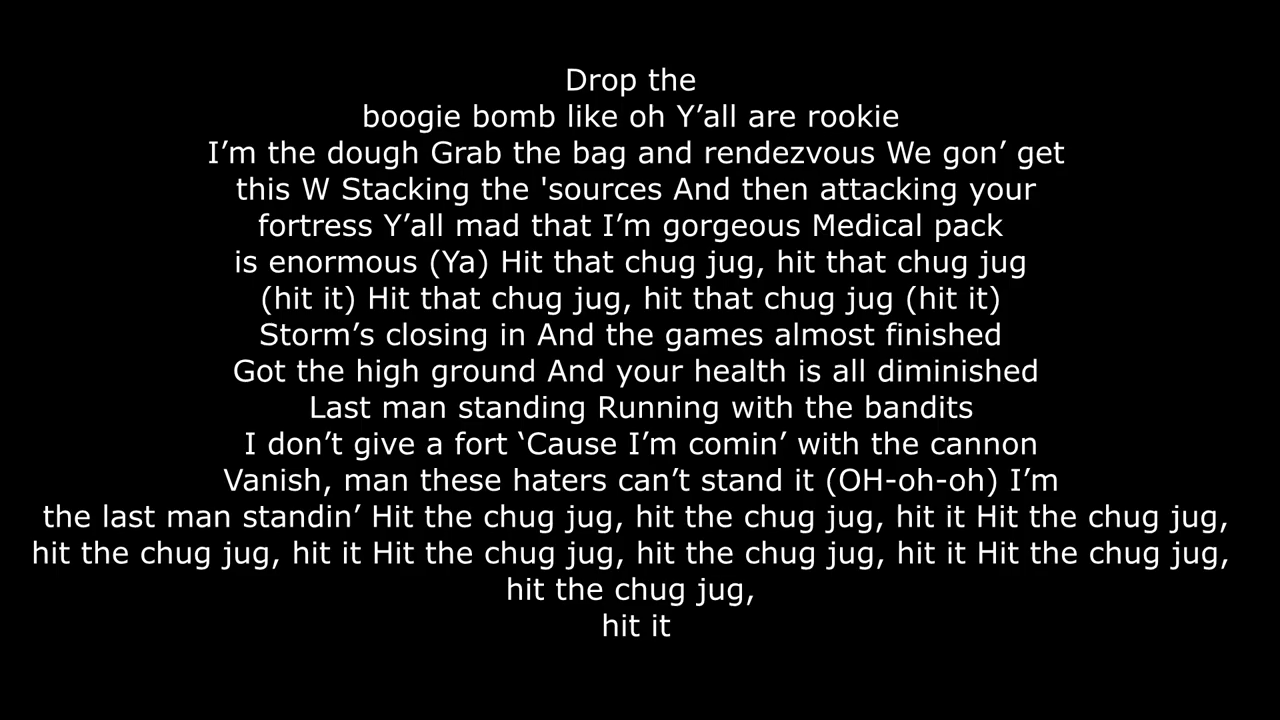 Drop the
boogie bomb like oh Y’all are rookie
I’m the dough Grab the bag and rendezvous We gon’ get
this W Stacking the 'sources And then attacking your
fortress Y’all mad that I’m gorgeous Medical pack
is enormous (Ya) Hit that chug jug, hit that chug jug
(hit it) Hit that chug jug, hit that chug jug (hit it)
Storm’s closing in And the games almost finished
Got the high ground And your health is all diminished
Last man standing Running with the bandits
I don’t give a fort ‘Cause I’m comin’ with the cannon
Vanish, man these haters can’t stand it (OH-oh-oh) I’m
the last man standin’ Hit the chug jug, hit the chug jug, hit it Hit the chug jug,
hit the chug jug, hit it Hit the chug jug, hit the chug jug, hit it Hit the chug jug,
hit the chug jug,
hit it